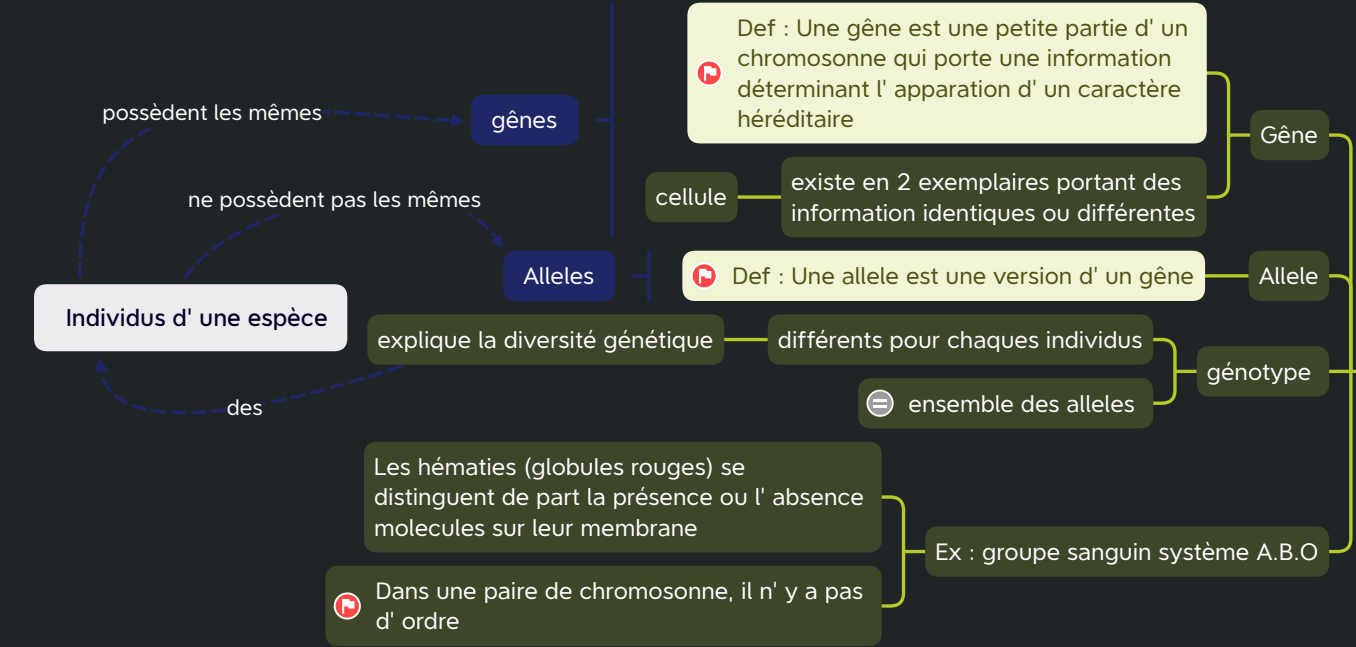 Def : Une gêne est une petite partie d' un
chromosonne qui porte une information
déterminant l' apparation d' un caractère
héréditaire
possèdent les mêmes
gênes
Gêne
cellule
existe en 2 exemplaires portant des
information identiques ou différentes
ne possèdent pas les mêmes
Alleles
Def : Une allele est une version d' un gêne
Allele
Individus d' une espèce
explique la diversité génétique
différents pour chaques individus
génotype
des
ensemble des alleles
Les hématies (globules rouges) se
distinguent de part la présence ou l' absence
molecules sur leur membrane
Ex : groupe sanguin système A.B.O
Dans une paire de chromosonne, il n' y a pas
d' ordre